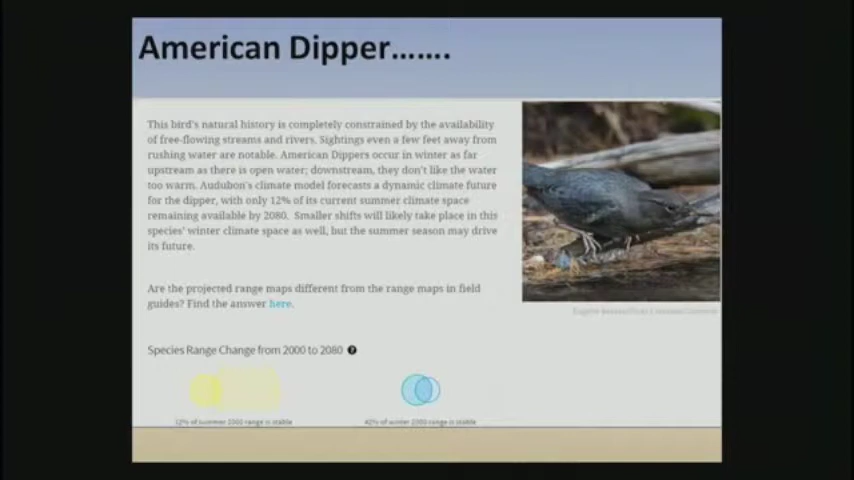 American Dipper.......
This bird's natural history is completely constrained by the availability
of free-flowing streams and rivers. Sightings even a few feet away from
rushing water are notable. American Dippers occur in winter as far
upstream as there is open water; downstream, they don't like the water
too warm. Audubon's climate model forecasts a dynamic climate future
for the dipper, with only 12% of its current summer climate space
remaining available by 2080. Smaller shifts will likely take place in this
species' winter climate space as well, but the summer season may drive
its future.
Are the projected range maps different from the range maps in field
guides? Find the answer here.
Species Range Change from 2000 to 2080 ?
12% of summer 2000 range is stable
42% of winter 2000 range is stable